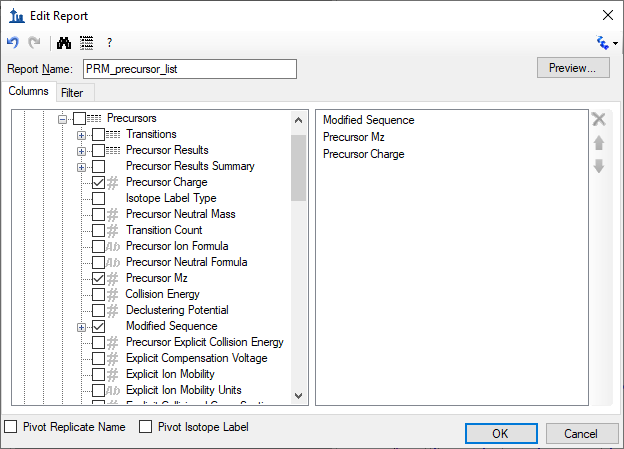 Edit Report
?
Report Name: PRM_precursor_list
Preview...
Columns Filter
Precursors
Transitions
Precursor Results
Precursor Results Summary
# Precursor Charge
Isotope Label Type
# Precursor Neutral Mass
# Transition Count
Ab Precursor Ion Formula
Ab Precursor Neutral Formula
# Precursor Mz
# Collision Energy
# Declustering Potential
Modified Sequence
# Precursor Explicit Collision Energy
# Explicit Compensation Voltage
# Explicit Ion Mobility
Ab Explicit Ion Mobility Units
Modified Sequence
Precursor Mz
Precursor Charge
Pivot Replicate Name Pivot Isotope Label
OK Cancel